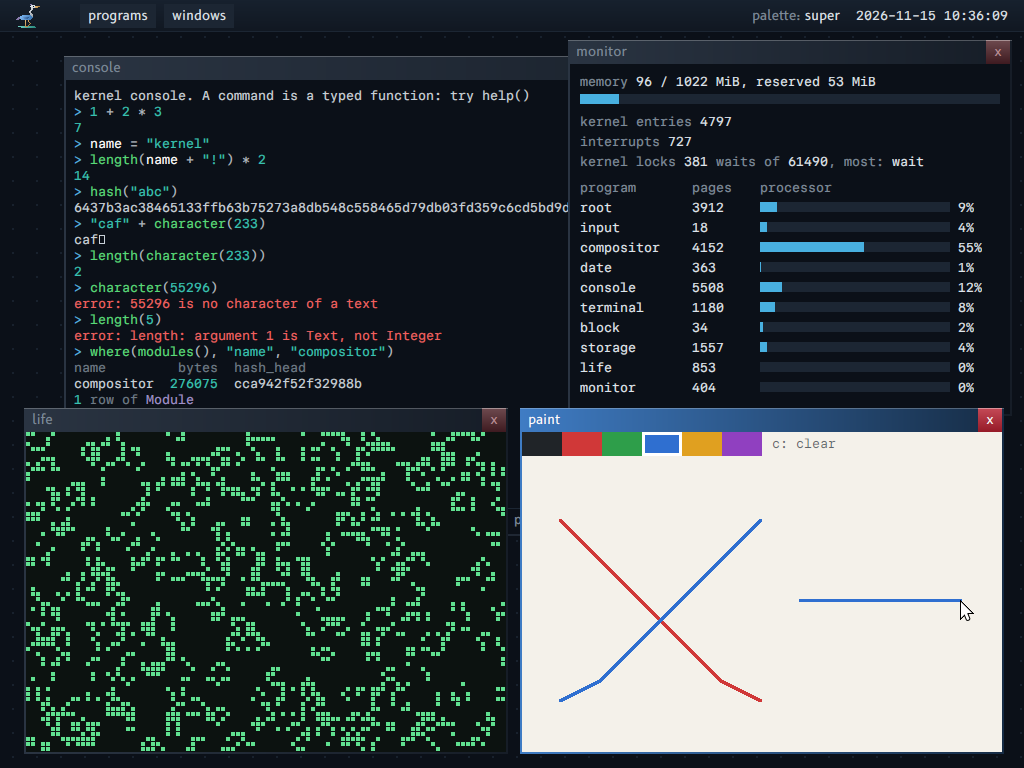 programs windows palette: super 2026-11-15 10:36:09
console
kernel console. A command is a typed function: try help()
> 1 + 2 * 3
7
> name = "kernel"
> length(name + "!") * 2
14
> hash("abc")
6437b3ac38465133ffb63b75273a8db548c558465d79db03fd359c6cd5bd9d
> "caf" + character(233)
caf
> length(character(233))
2
> character(55296)
error: 55296 is no character of a text
> length(5)
error: length: argument 1 is Text, not Integer
> where(modules(), "name", "compositor")
name bytes hash_head
compositor 276075 cca942f52f32988b
1 row of Module
monitor x
memory 96 / 1022 MiB, reserved 53 MiB
kernel entries 4797
interrupts 727
kernel locks 381 waits of 61490, most: wait
program pages processor
root 3912 9%
input 18 4%
compositor 4152 55%
date 363 1%
console 5508 12%
terminal 1180 8%
block 34 2%
storage 1557 4%
life 853 0%
monitor 404 0%
life x
paint x
c: clear